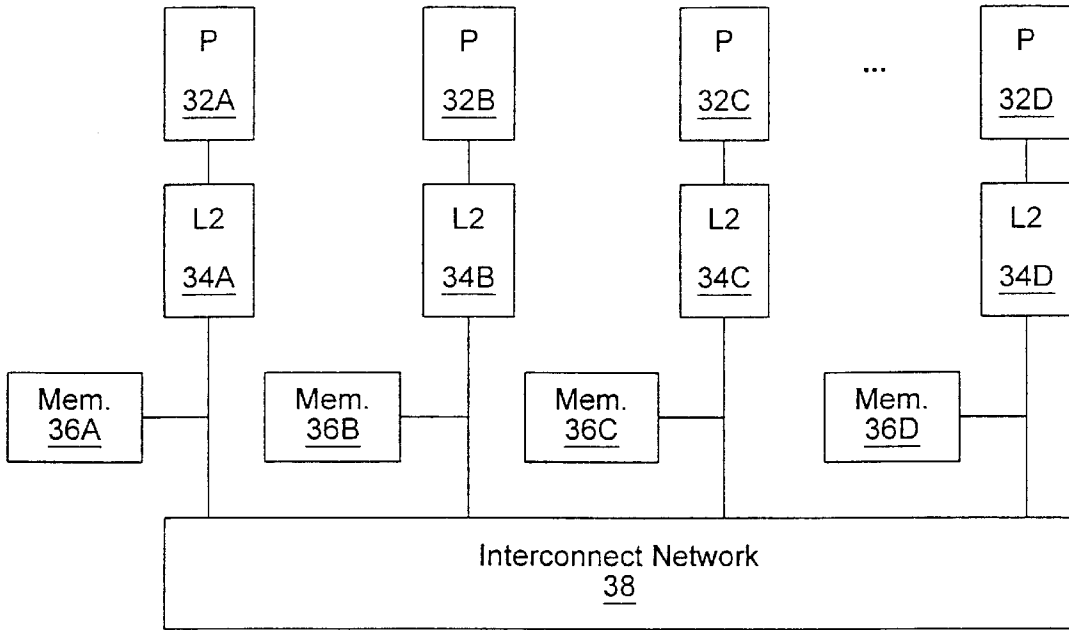 P P P ... P
32A 32B 32C 32D
L2 L2 L2 L2
34A 34B 34C 34D
Mem. Mem. Mem. Mem.
36A 36B 36C 36D
Interconnect Network
38